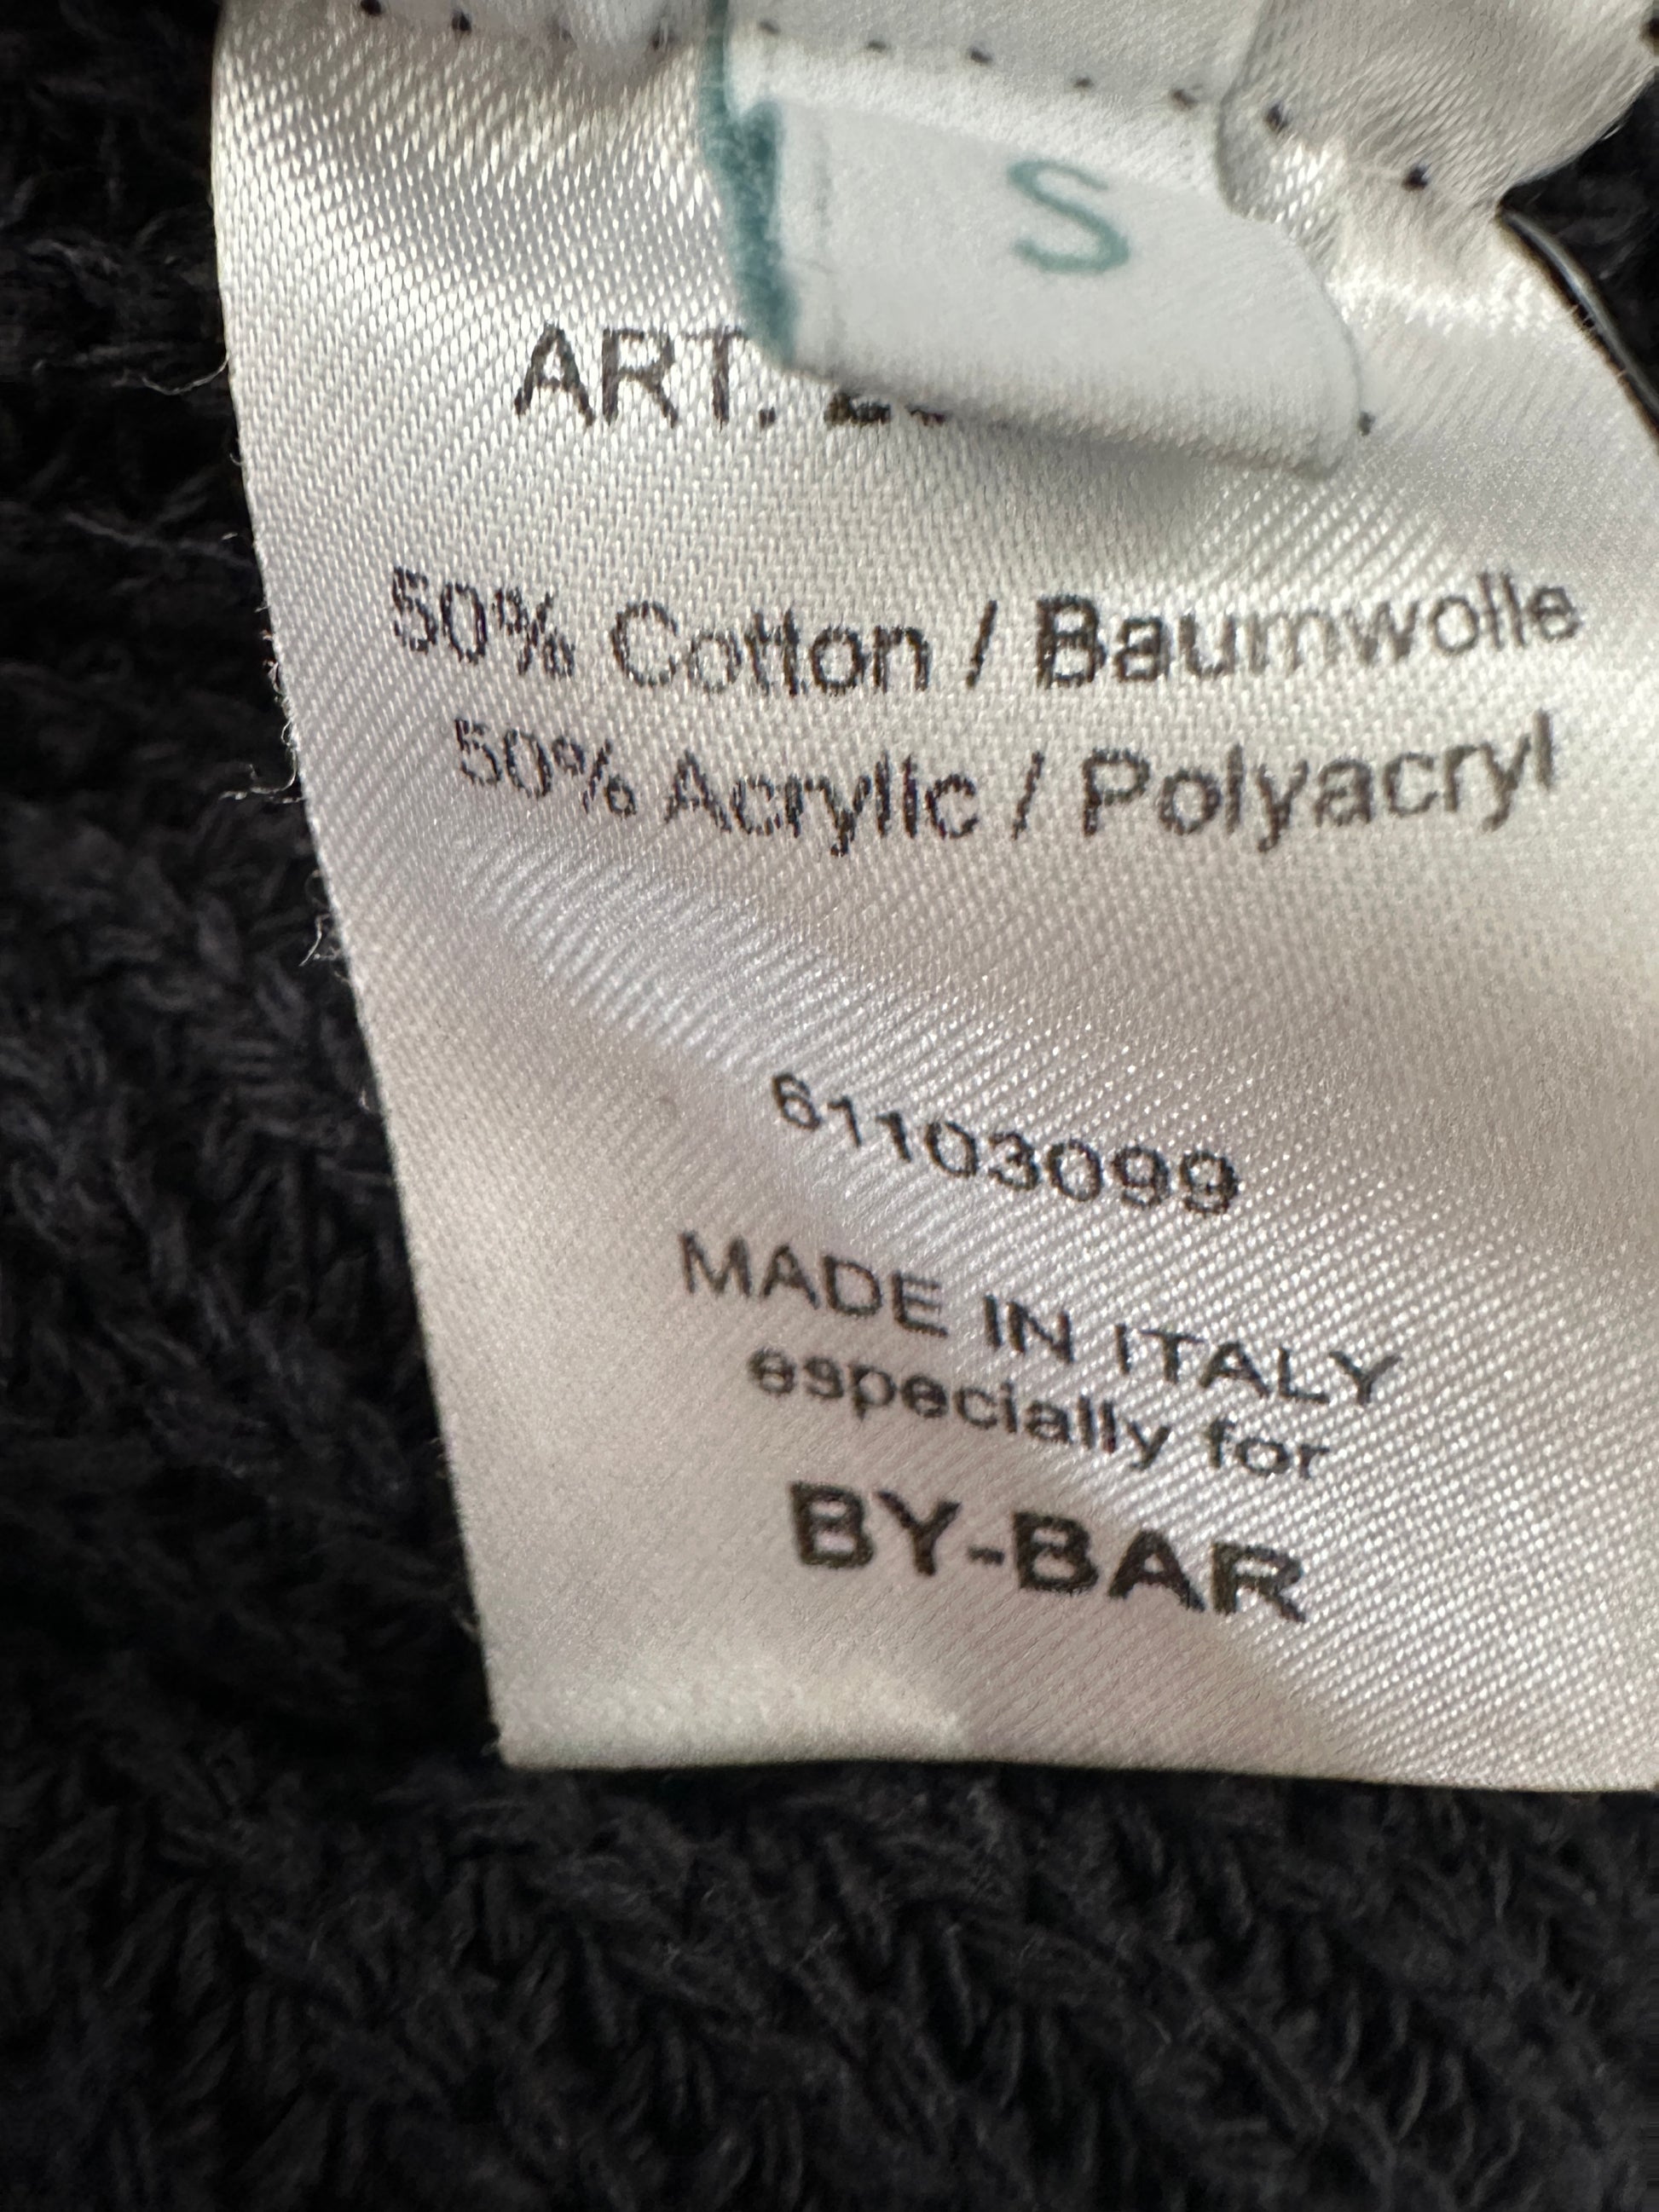 S
ART.
50% Cotton / Baumwolle
50% Acrylic / Polyacryl
61103099
MADE IN ITALY
especially for
BY-BAR